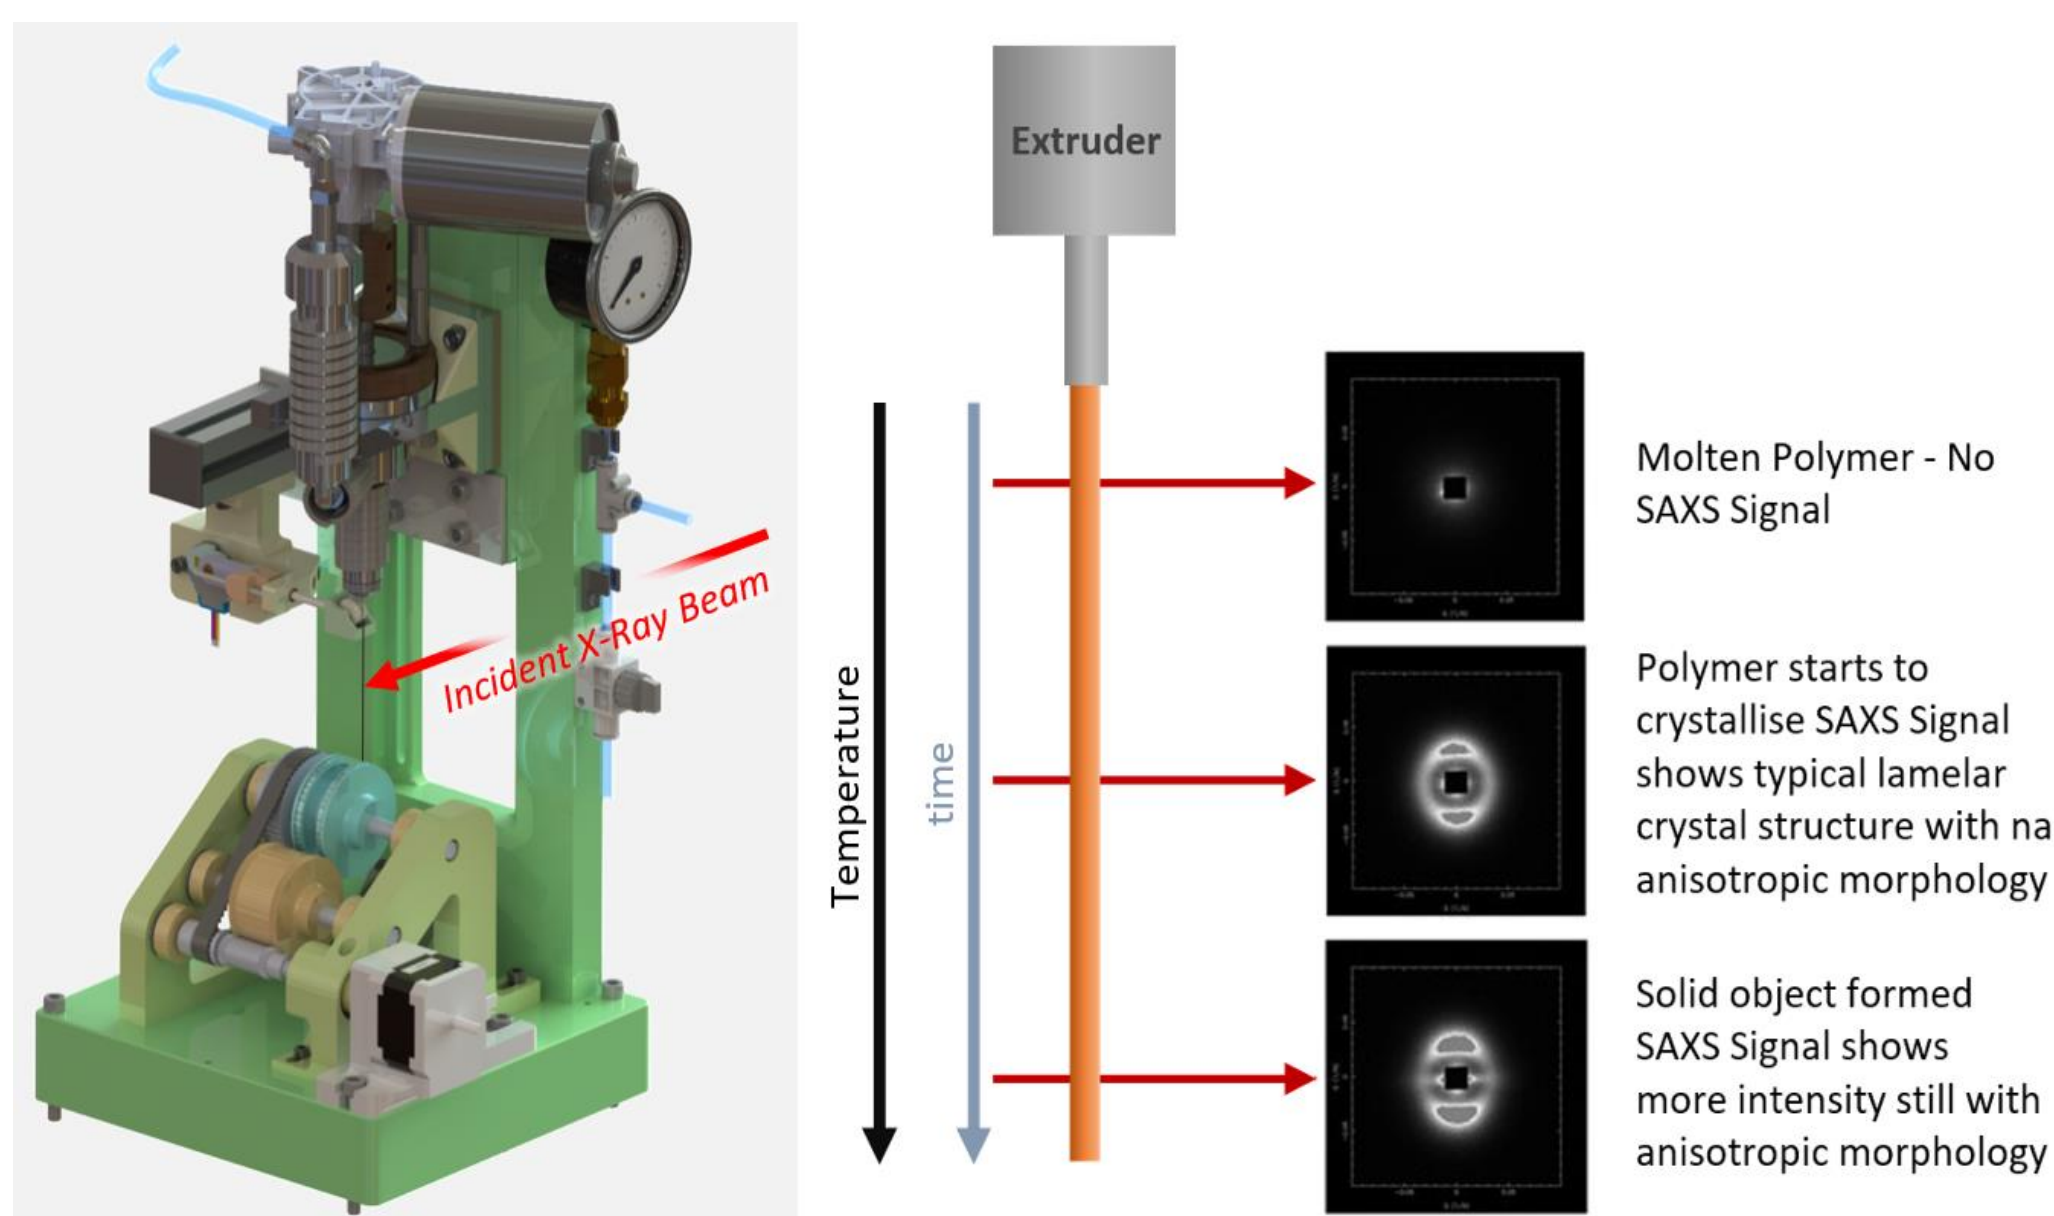 Extruder
Incident X-Ray Beam
Temperature
time
Molten Polymer - No
SAXS Signal
Polymer starts to
crystallise SAXS Signal
shows typical lamelar
crystal structure with na
anisotropic morphology
Solid object formed
SAXS Signal shows
more intensity still with
anisotropic morphology